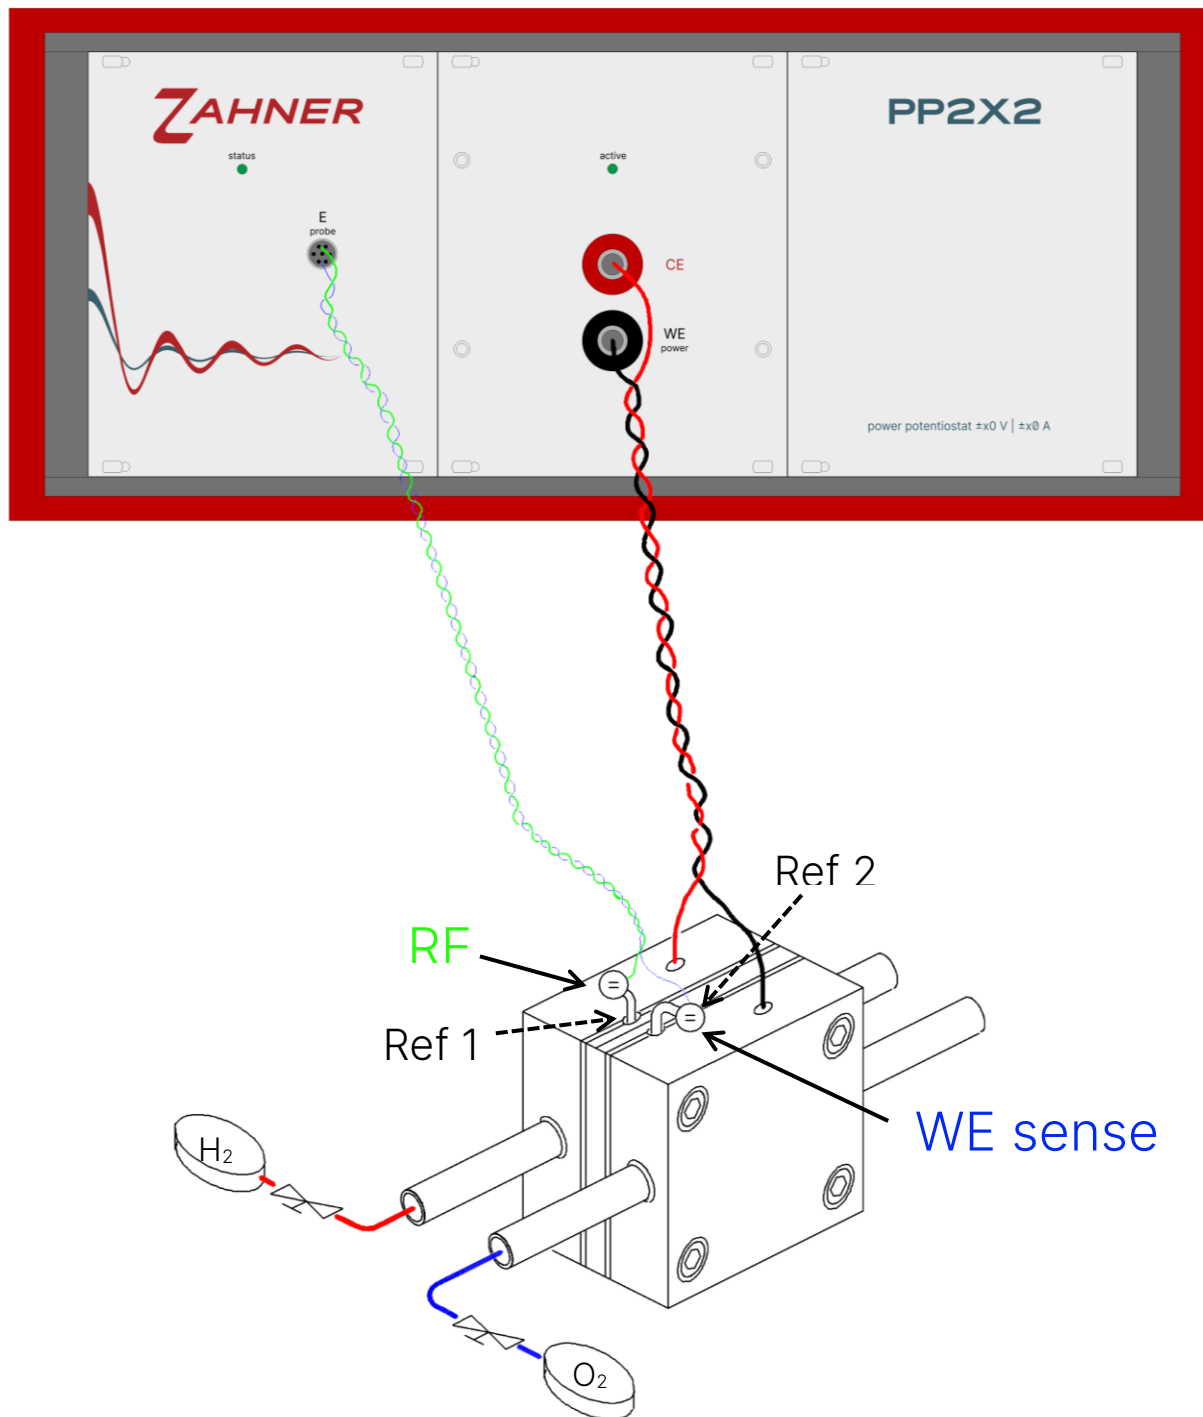 ZAHNER
PP2X2
status
active
E
probe
CE
WE
power
power potentiostat ±x0 V | ±x0 A
Ref 2
RF
=
=
Ref 1
WE sense
H₂
O₂